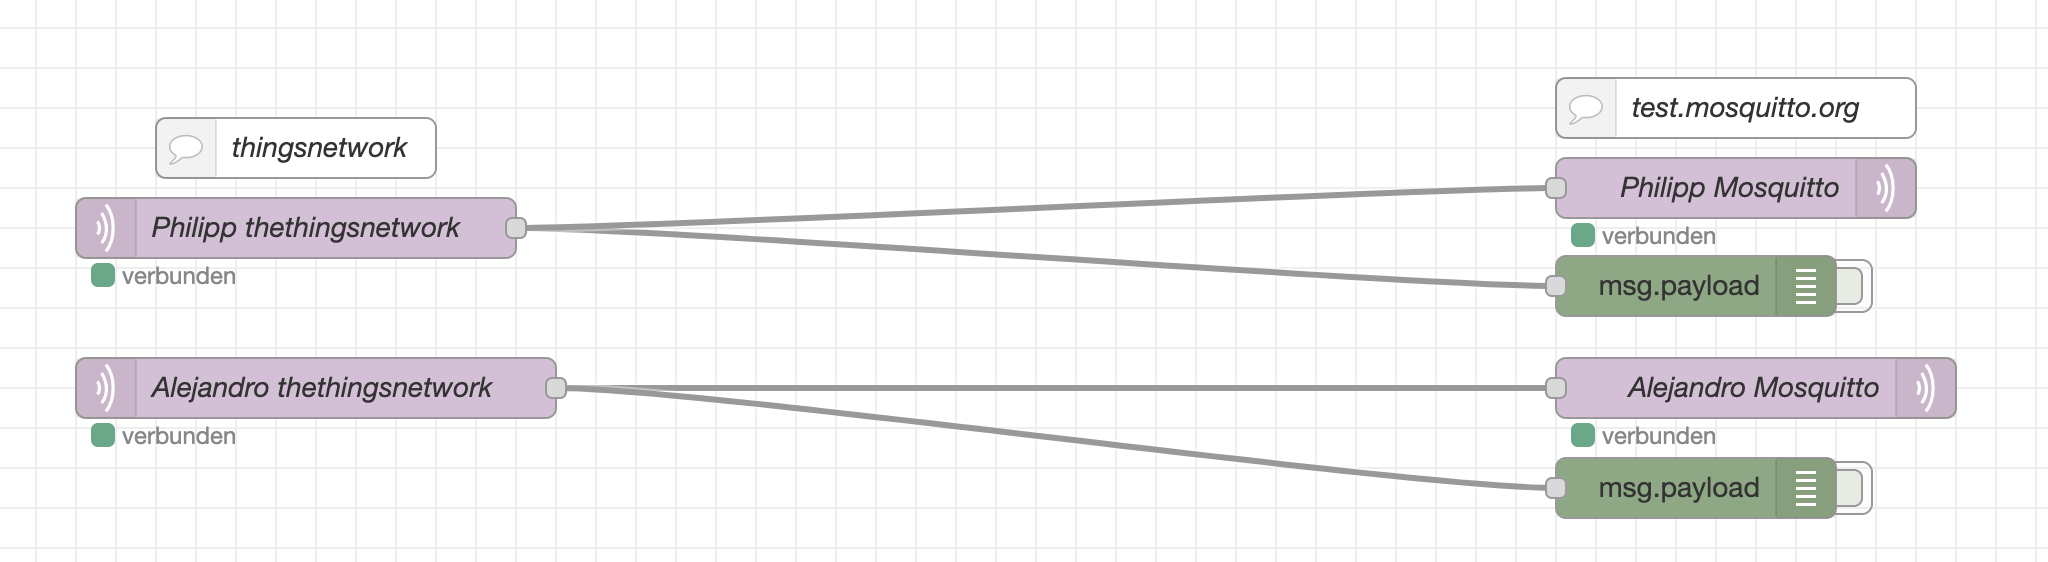 thingsnetwork
Philipp thethingsnetwork
verbunden
Alejandro thethingsnetwork
verbunden
test.mosquitto.org
Philipp Mosquitto
verbunden
msg.payload
Alejandro Mosquitto
verbunden
msg.payload